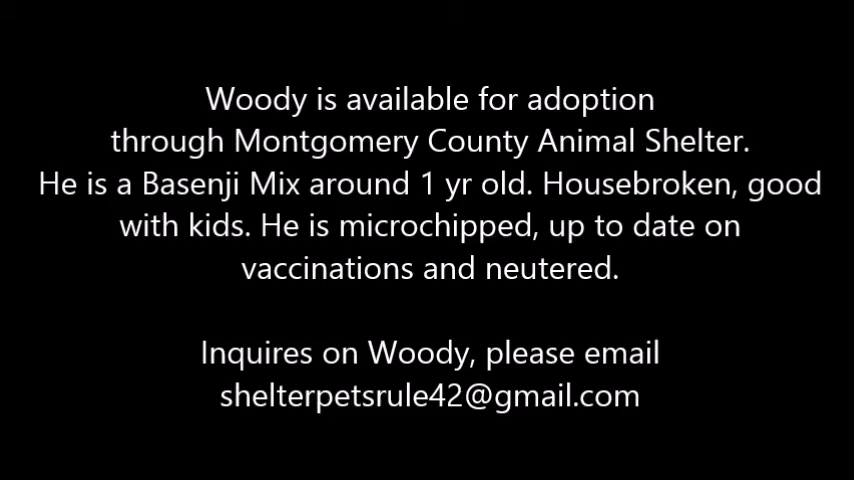 Woody is available for adoption
through Montgomery County Animal Shelter.
He is a Basenji Mix around 1 yr old. Housebroken, good
with kids. He is microchipped, up to date on
vaccinations and neutered.
Inquires on Woody, please email
shelterpetsrule42@gmail.com